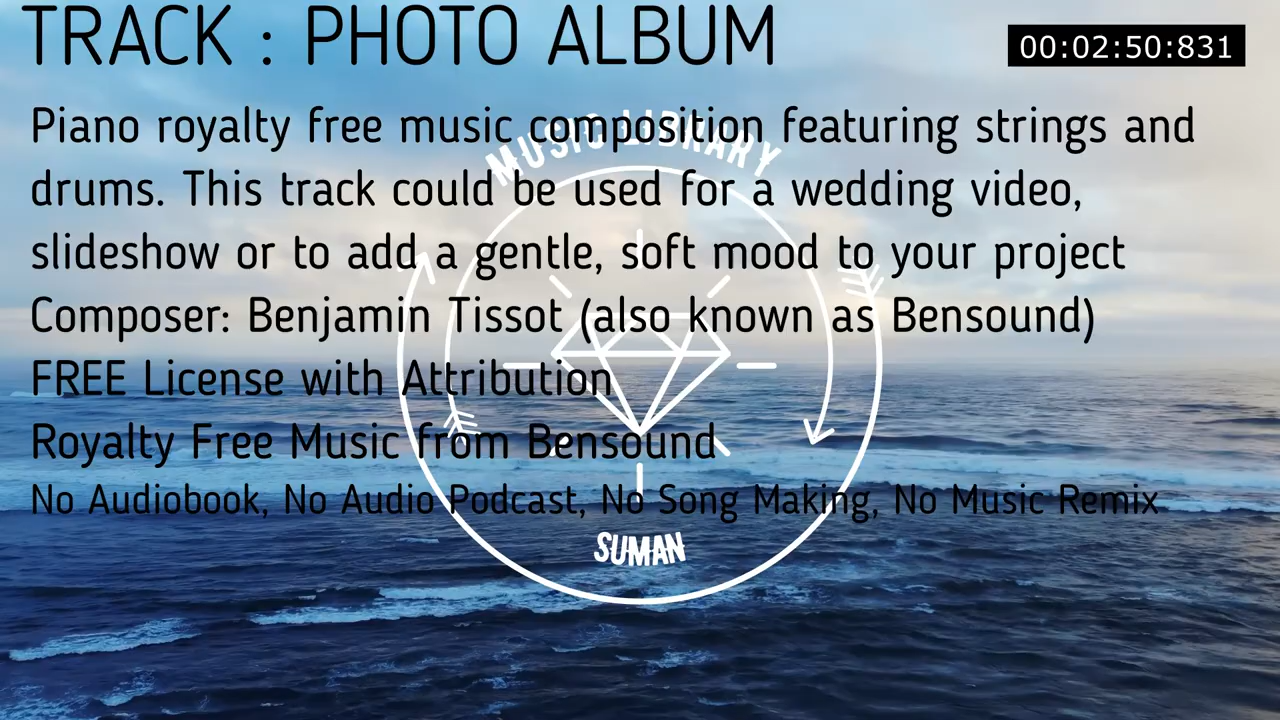 TRACK : PHOTO ALBUM
00:02:50:831
Piano royalty free music composition featuring strings and
drums. This track could be used for a wedding video,
slideshow or to add a gentle, soft mood to your project
Composer: Benjamin Tissot (also known as Bensound)
FREE License with Attribution
Royalty Free Music from Bensound
No Audiobook, No Audio Podcast, No Song Making, No Music Remix
MUSIC LIBRARY
SUMAN